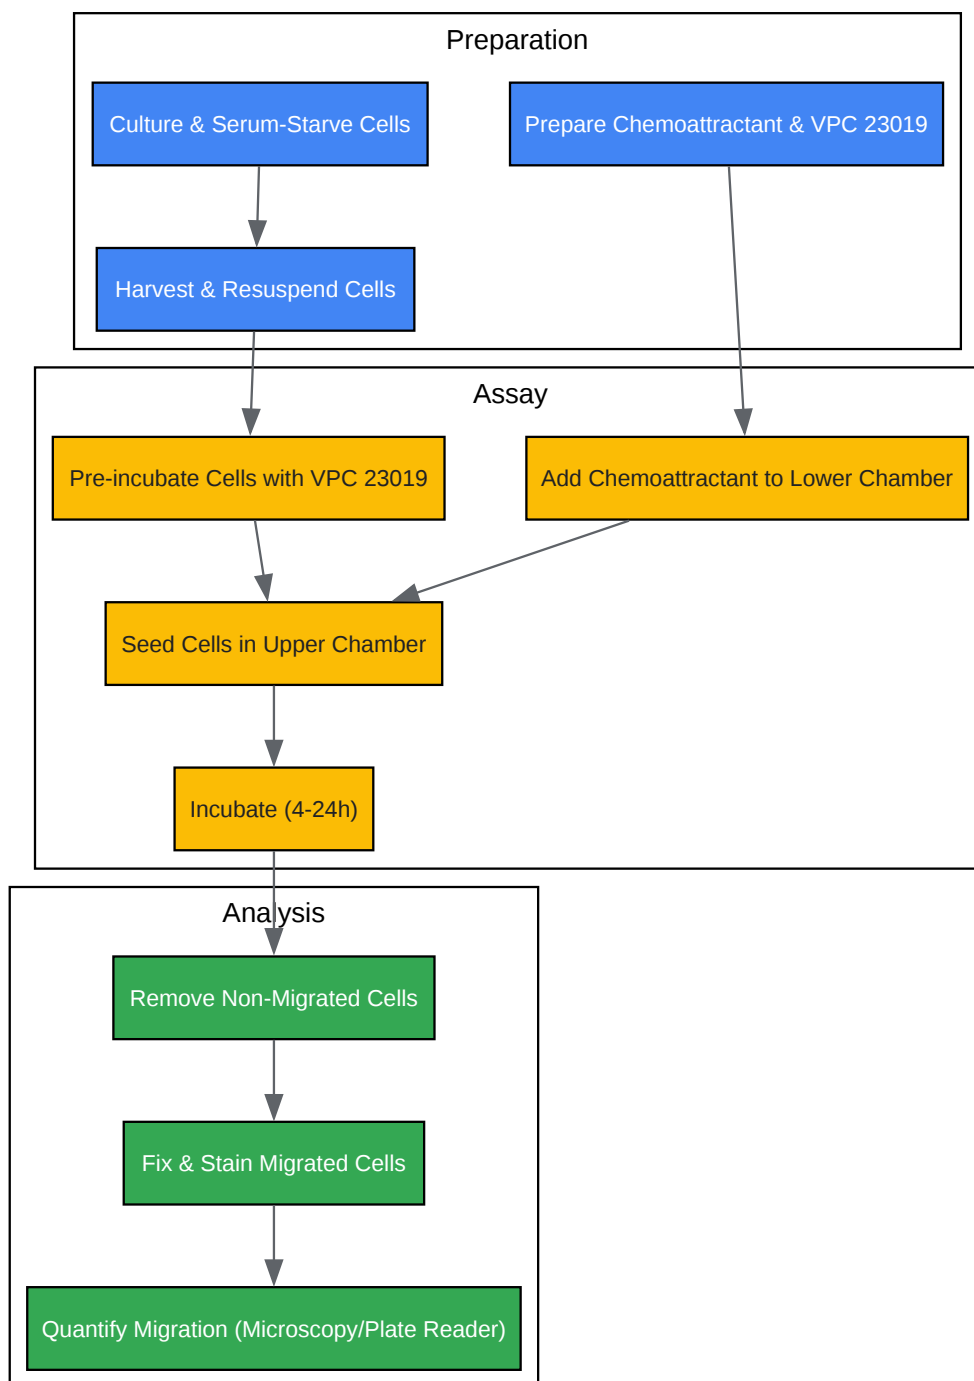 Preparation
Culture & Serum-Starve Cells
Prepare Chemoattractant & VPC 23019
Harvest & Resuspend Cells
Assay
Pre-incubate Cells with VPC 23019
Add Chemoattractant to Lower Chamber
Seed Cells in Upper Chamber
Incubate (4-24h)
Analysis
Remove Non-Migrated Cells
Fix & Stain Migrated Cells
Quantify Migration (Microscopy/Plate Reader)